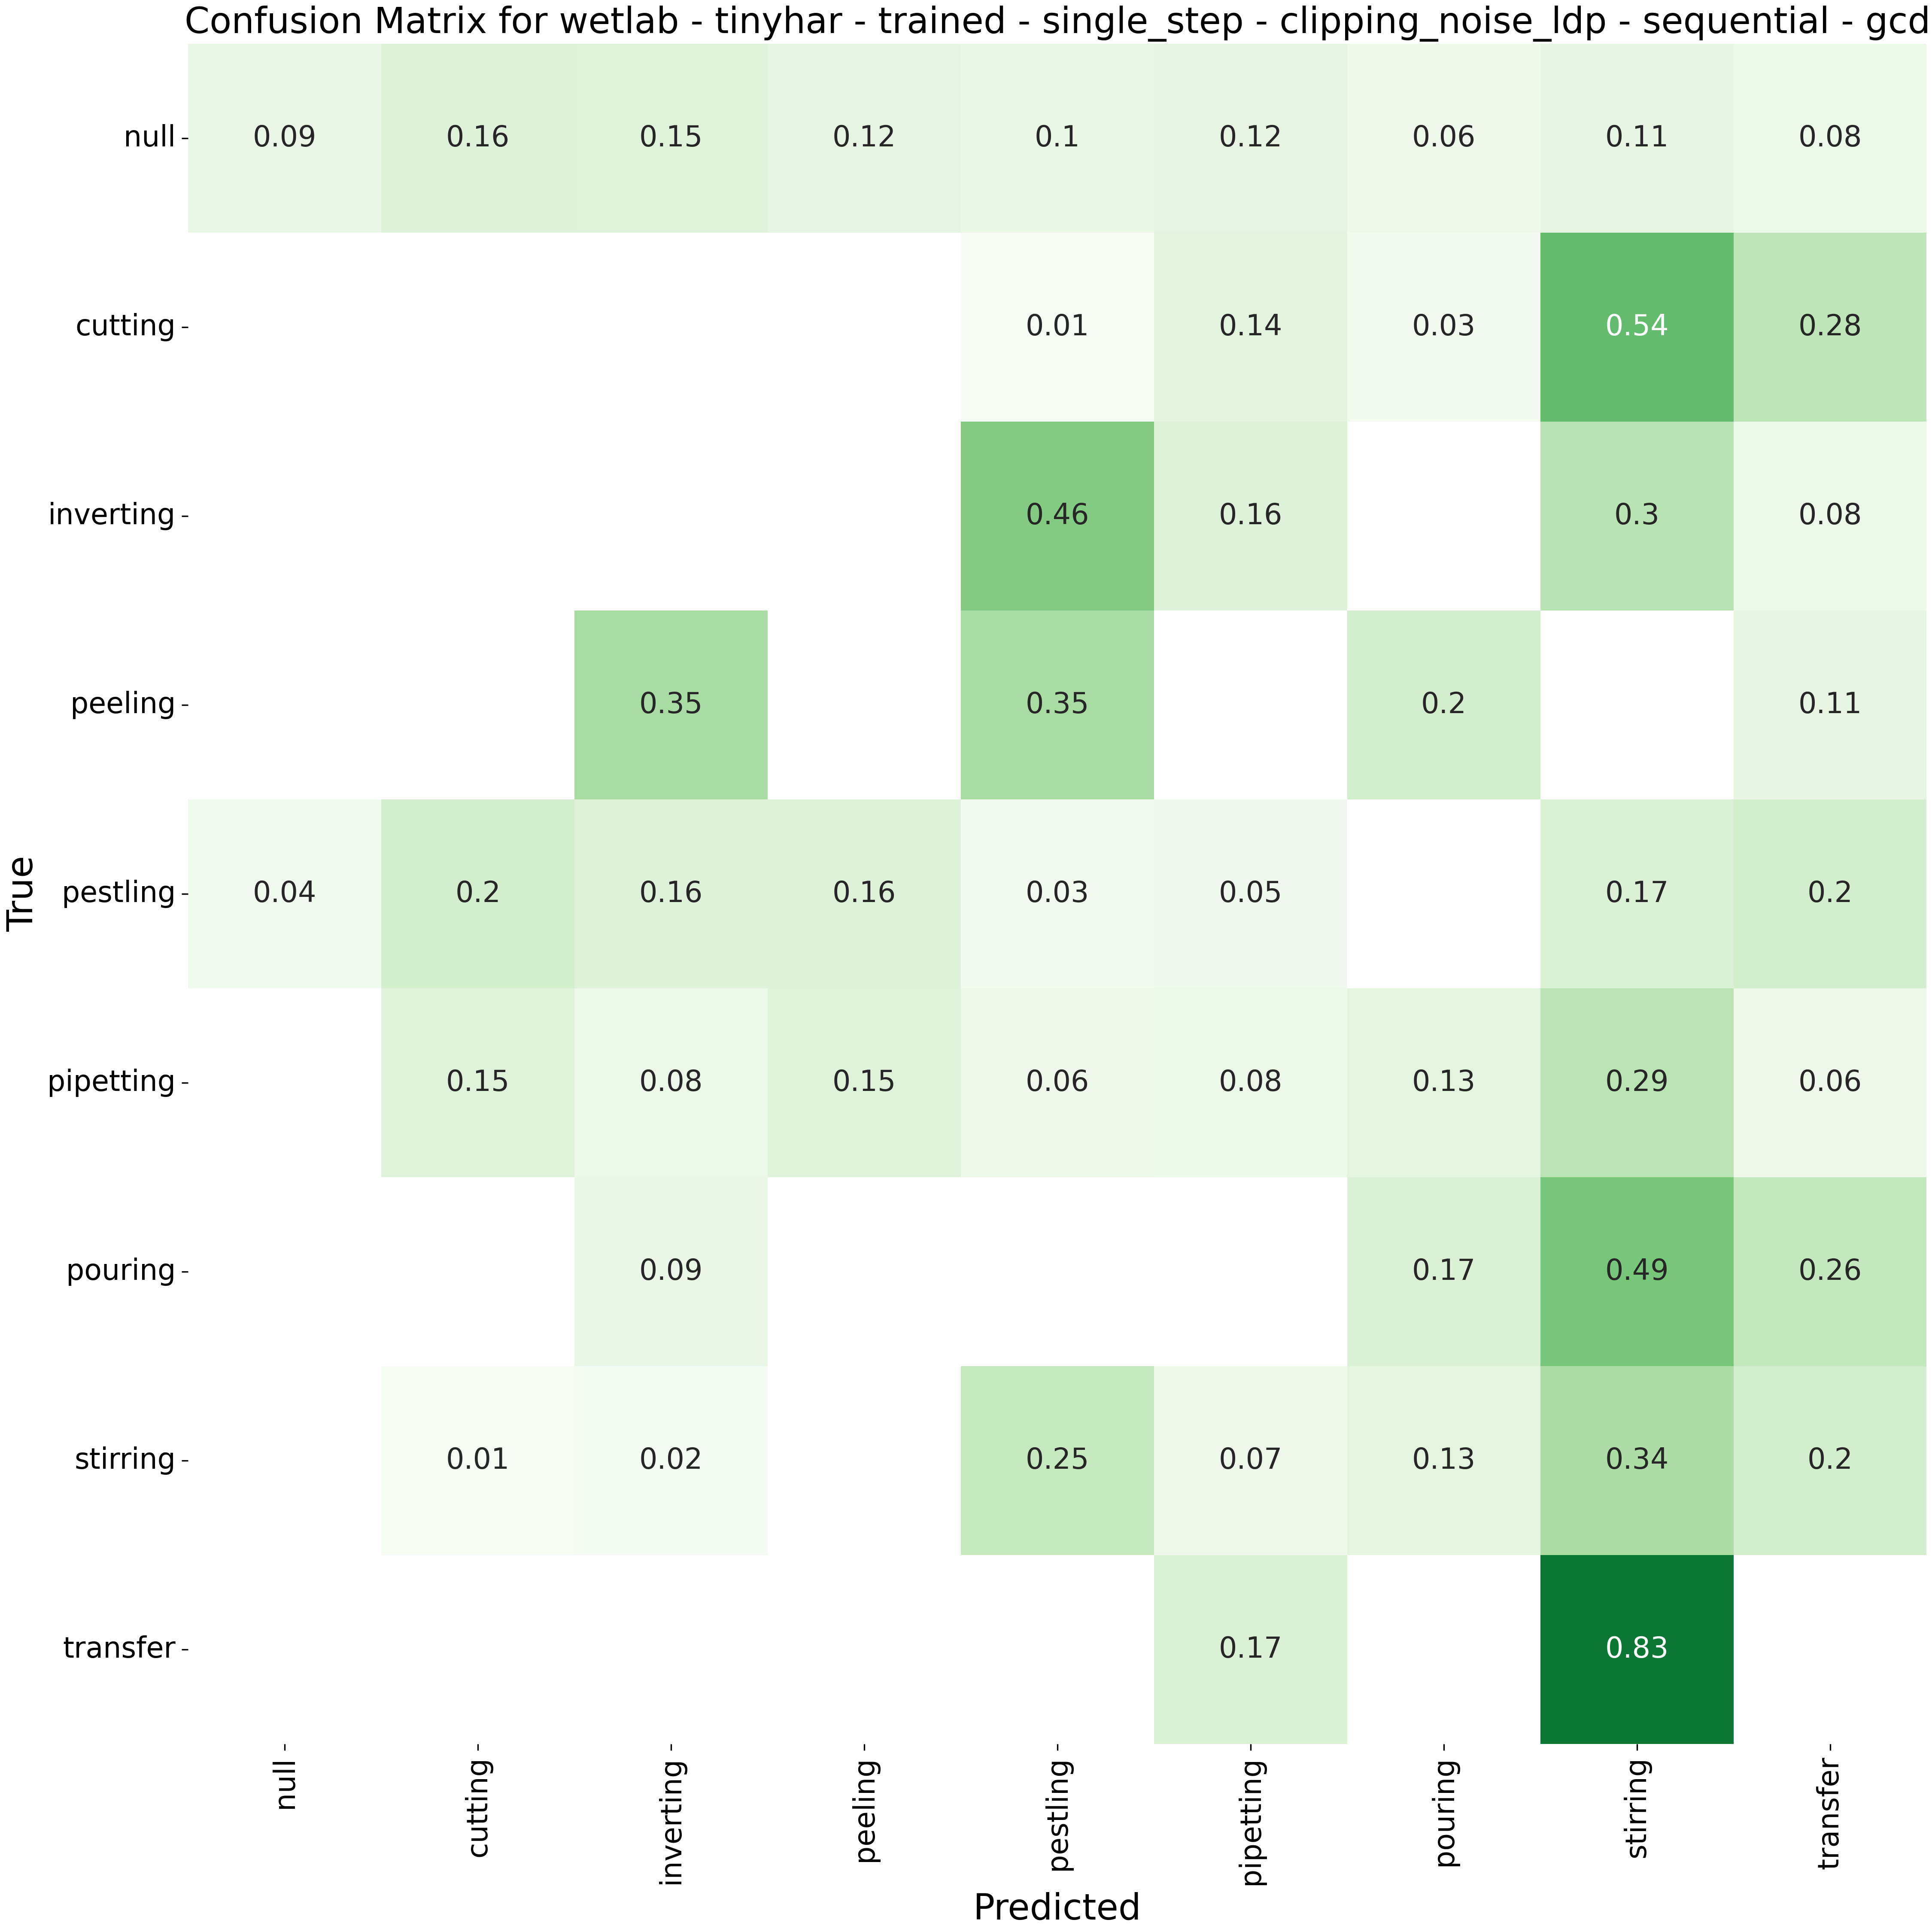 Confusion Matrix for wetlab - tinyhar - trained - single_step - clipping_noise_ldp - sequential - gcd
null 0.09 0.16 0.15 0.12 0.1 0.12 0.06 0.11 0.08
cutting 0.01 0.14 0.03 0.54 0.28
inverting 0.46 0.16 0.3 0.08
peeling 0.35 0.35 0.2 0.11
pestling 0.04 0.2 0.16 0.16 0.03 0.05 0.17 0.2
pipetting 0.15 0.08 0.15 0.06 0.08 0.13 0.29 0.06
pouring 0.09 0.17 0.49 0.26
stirring 0.01 0.02 0.25 0.07 0.13 0.34 0.2
transfer 0.17 0.83
True
null cutting inverting peeling pestling pipetting pouring stirring transfer
Predicted